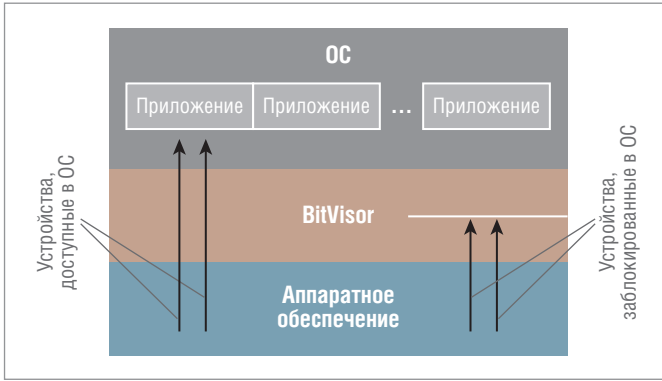 ОС
Приложение Приложение ... Приложение
Устройства,
доступные в ОС
BitVisor
Устройства,
заблокированные в ОС
Аппаратное
обеспечение